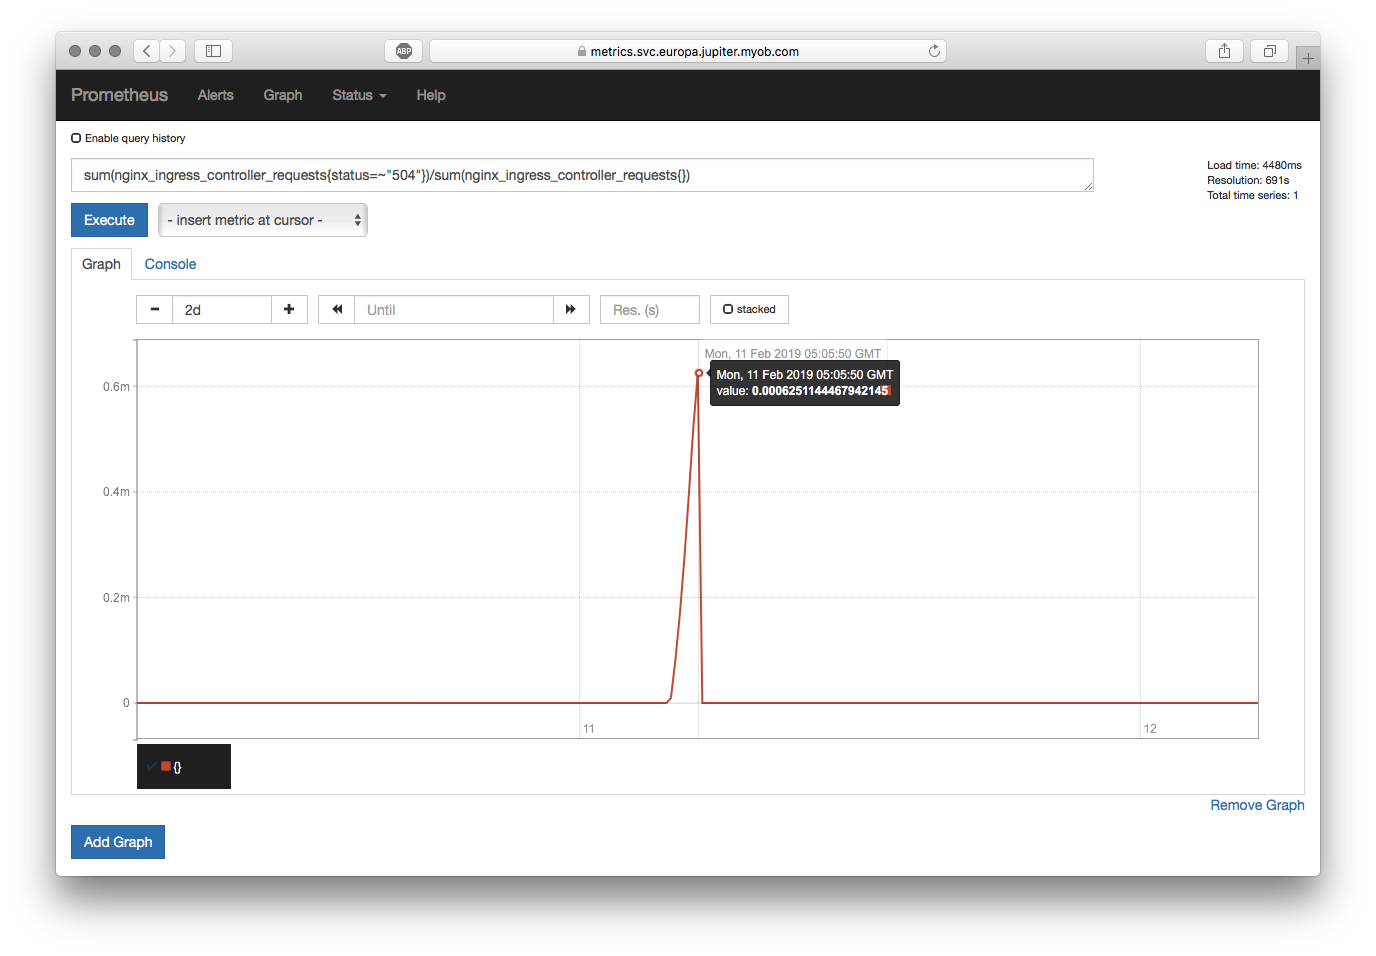 ABP
metrics.svc.europa.jupiter.myob.com
Prometheus Alerts Graph Status Help
Enable query history
sum(nginx_ingress_controller_requests{status=~"504"})/sum(nginx_ingress_controller_requests{})
Load time: 4480ms
Resolution: 691s
Total time series: 1
Execute
- insert metric at cursor -
Graph Console
- 2d + Until Res. (s) stacked
Mon, 11 Feb 2019 05:05:50 GMT
Mon, 11 Feb 2019 05:05:50 GMT
value: 0.0006251144467942145
0.6m
0.4m
0.2m
0
11 12
{}
Remove Graph
Add Graph